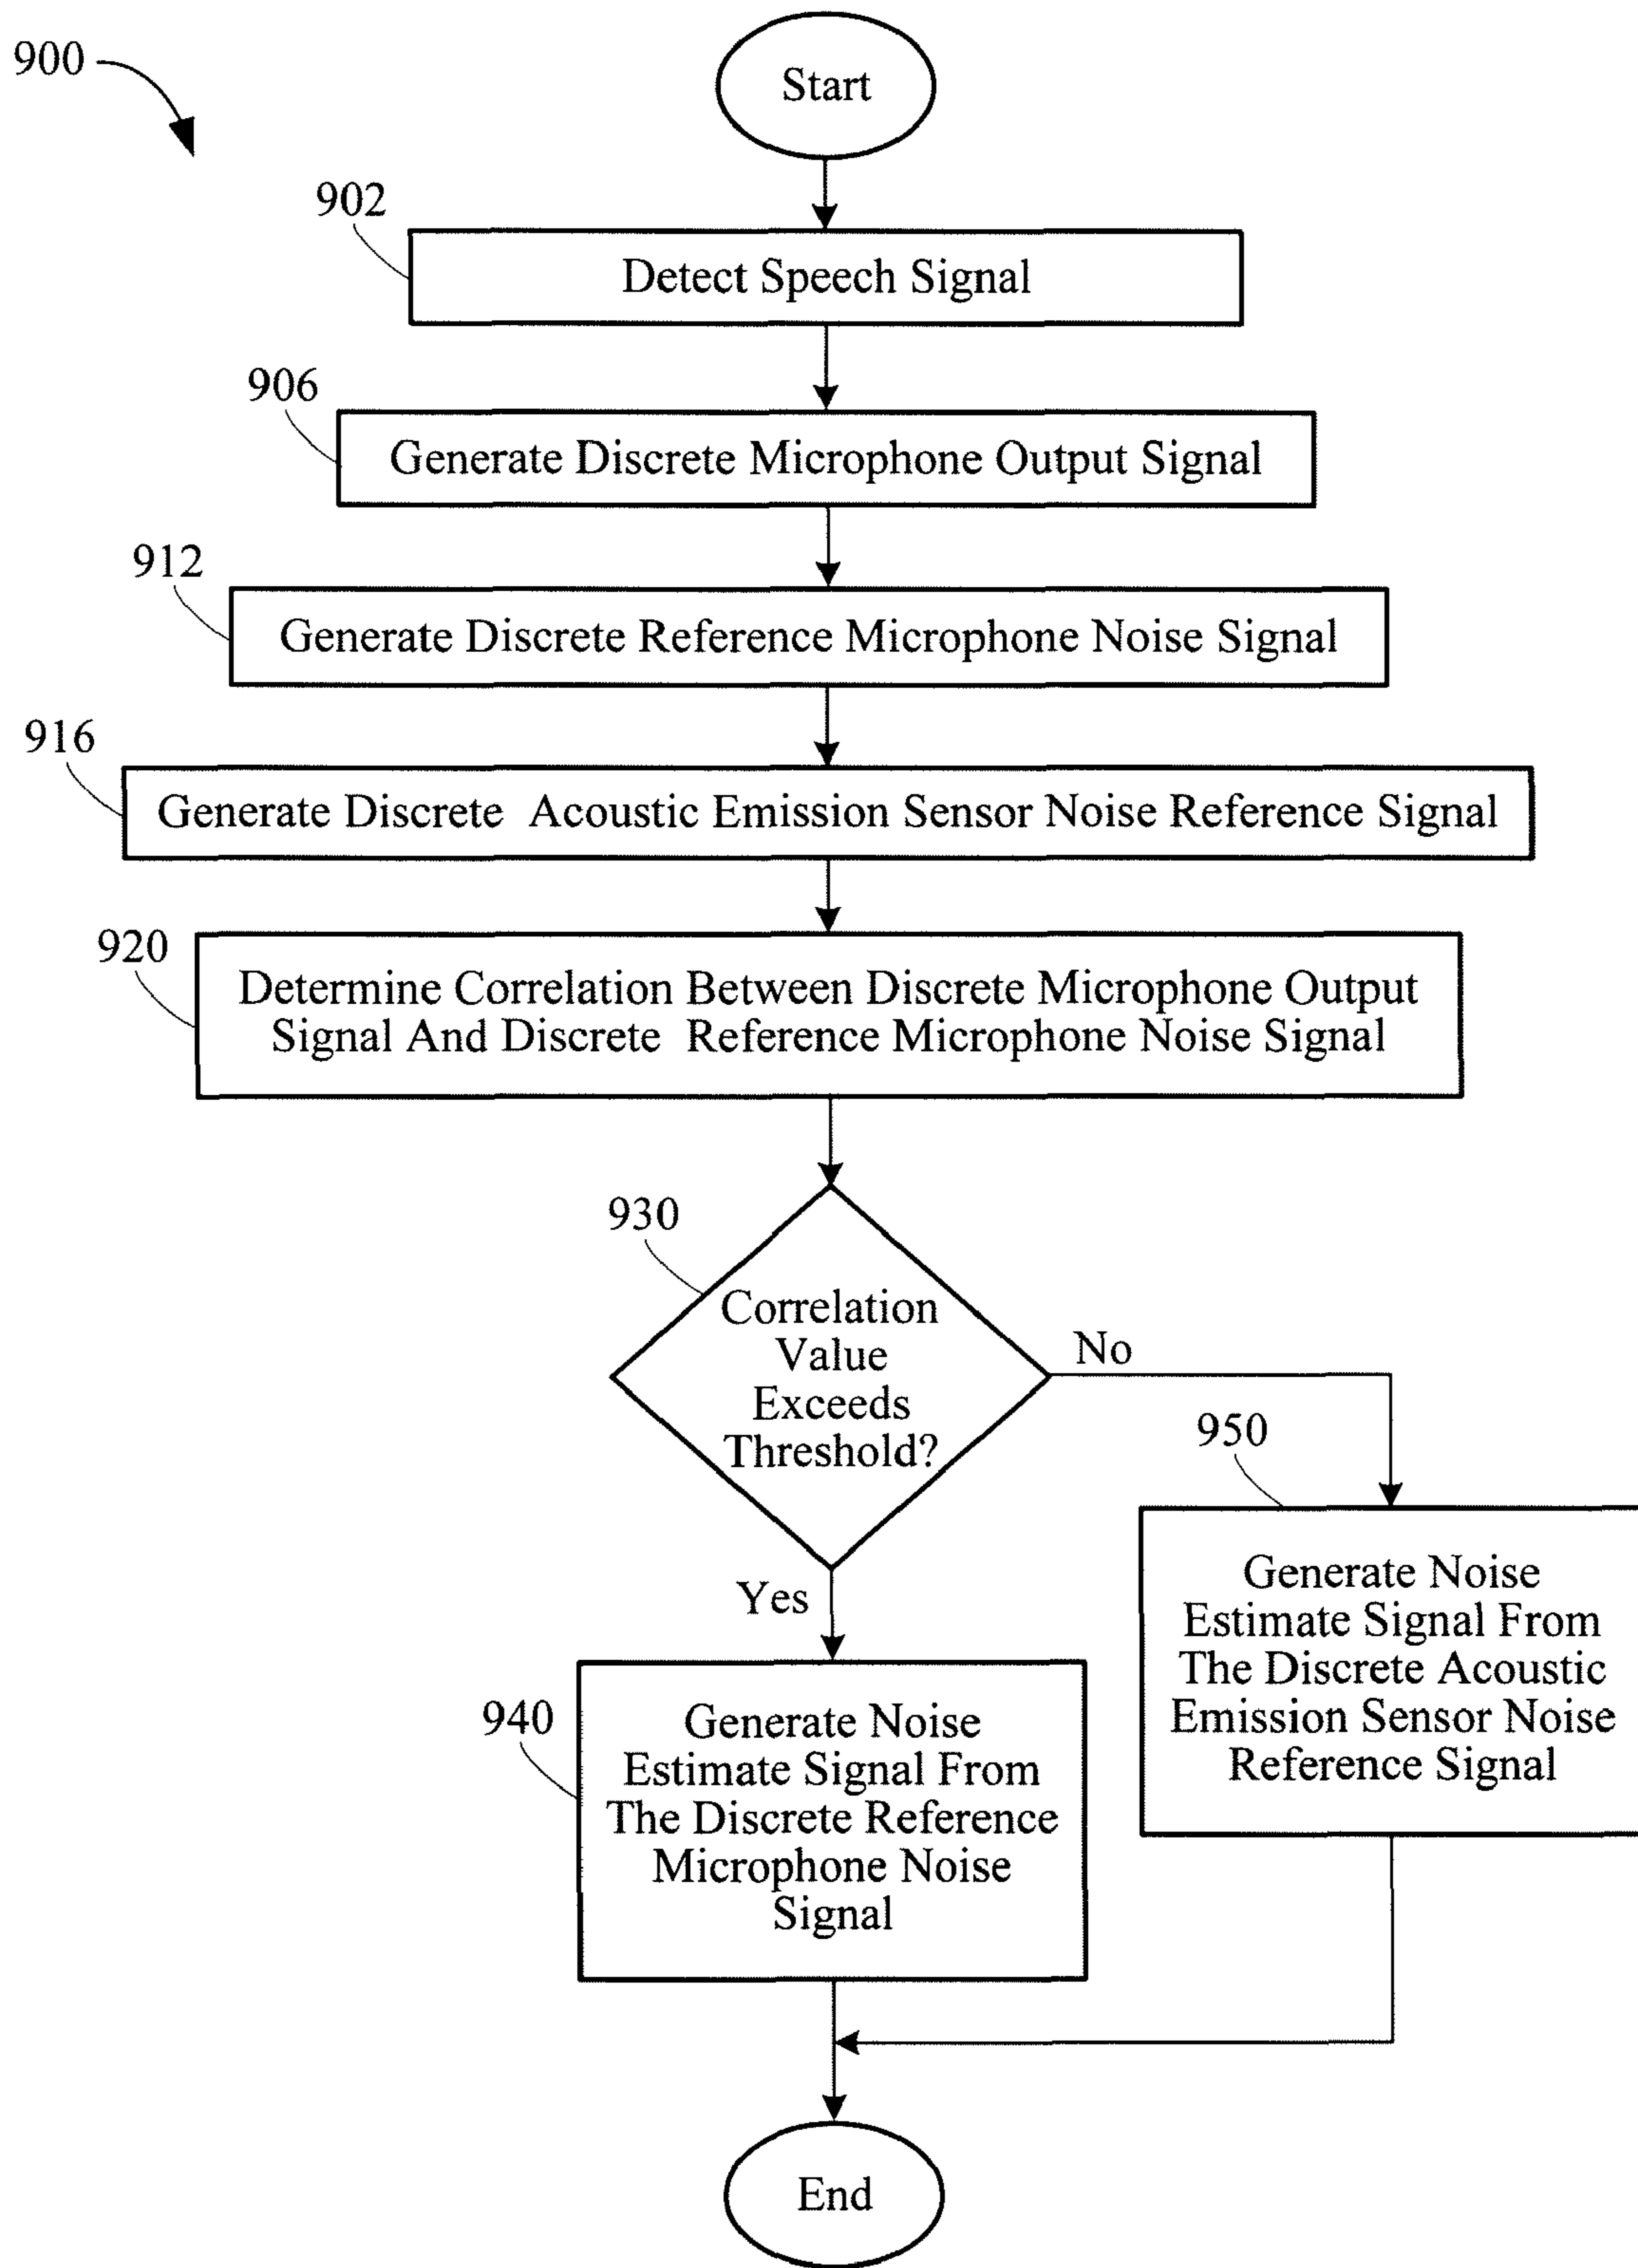 900
Start
902
Detect Speech Signal
906
Generate Discrete Microphone Output Signal
912
Generate Discrete Reference Microphone Noise Signal
916
Generate Discrete Acoustic Emission Sensor Noise Reference Signal
920
Determine Correlation Between Discrete Microphone Output
Signal And Discrete Reference Microphone Noise Signal
930
Correlation
Value
Exceeds
Threshold?
No
Yes
950
Generate Noise
Estimate Signal From
The Discrete Acoustic
Emission Sensor Noise
Reference Signal
940
Generate Noise
Estimate Signal From
The Discrete Reference
Microphone Noise
Signal
End